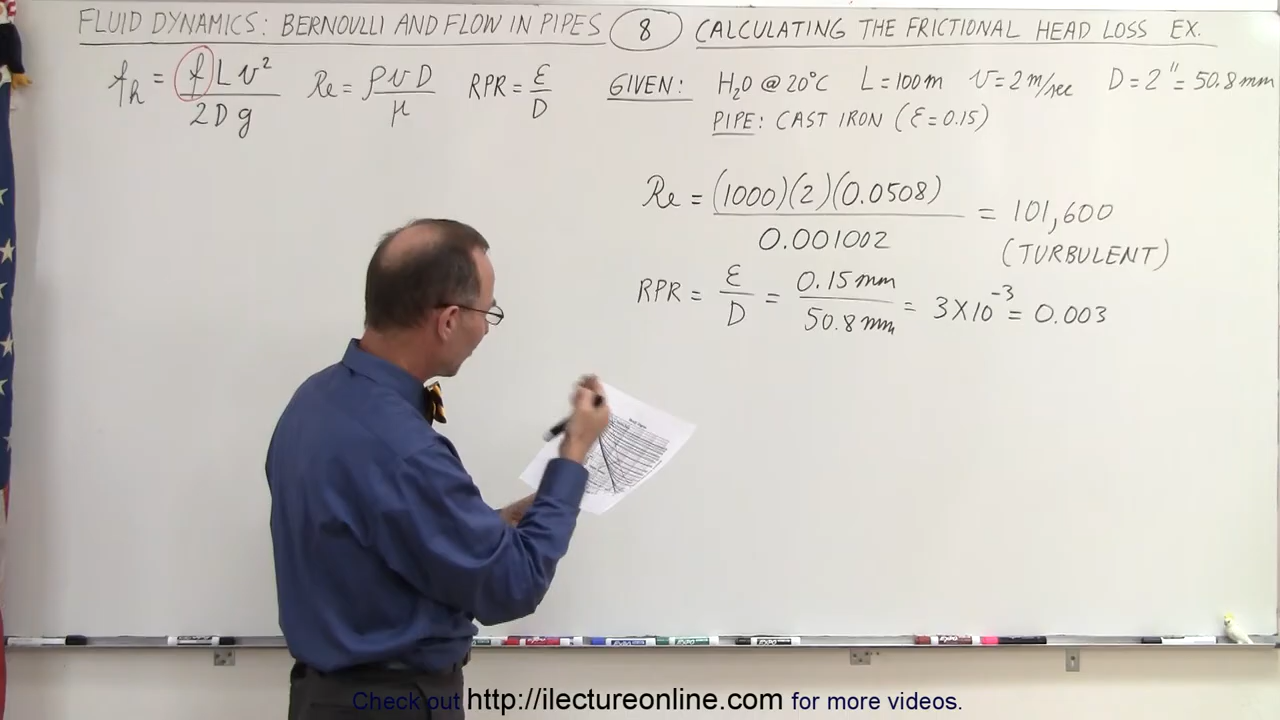 FLUID DYNAMICS: BERNOULLI AND FLOW IN PIPES 8 CALCULATING THE FRICTIONAL HEAD LOSS EX.
f_h = f L v² / 2 D g   Re = ρ v D / μ   RPR = ε / D
GIVEN: H₂O @ 20°C L = 100 m v = 2 m/sec D = 2" = 50.8 mm
PIPE: CAST IRON (ε = 0.15)
Re = (1000)(2)(0.0508) / 0.001002 = 101,600
(TURBULENT)
RPR = ε / D = 0.15 mm / 50.8 mm = 3 X 10⁻³ = 0.003
EXPO
Check out http://ilectureonline.com for more videos.